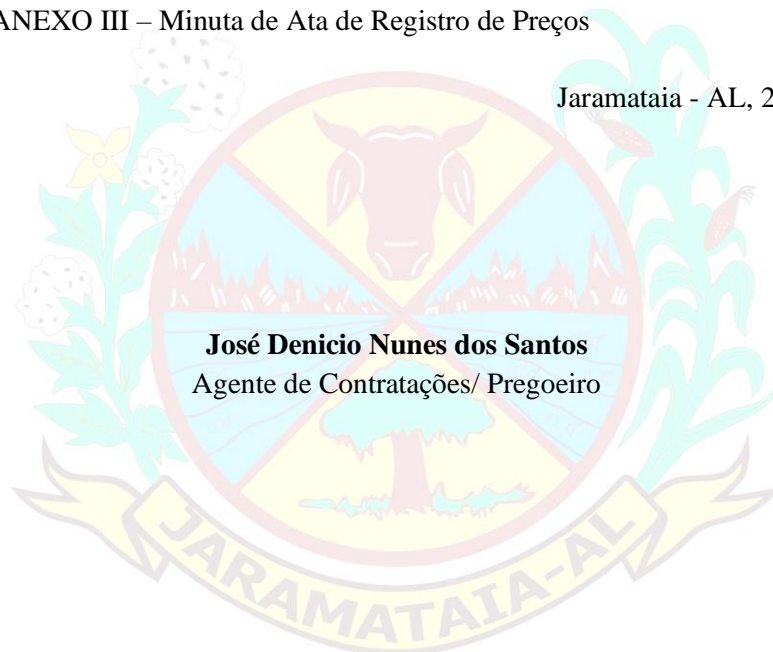 ANEXO III – Minuta de Ata de Registro de Preços
Jaramataia - AL, 2
José Denicio Nunes dos Santos
Agente de Contratações/ Pregoeiro
JARAMATAIA-AL